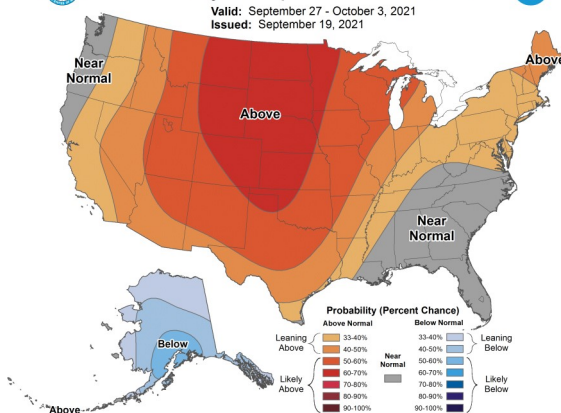 Valid: September 27 - October 3, 2021
Issued: September 19, 2021
Near
Normal
Above
Above
Near
Normal
Below
Above
Probability (Percent Chance)
Above Normal
Below Normal
Leaning
Above
33-40%
40-50%
Likely
Above
50-60%
60-70%
70-80%
80-90%
90-100%
Near
Normal
33-40%
40-50%
Leaning
Below
50-60%
60-70%
70-80%
80-90%
90-100%
Likely
Below